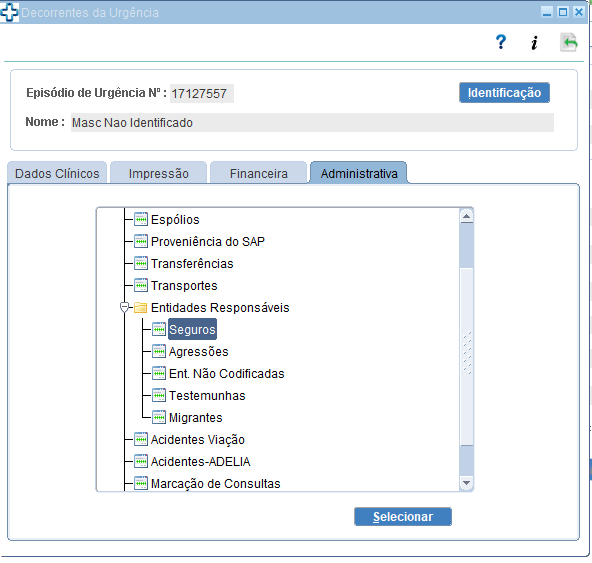 Decorrentes da Urgência
? i
Episódio de Urgência Nº : 17127557
Identificação
Nome : Masc Nao Identificado
Dados Clínicos Impressão Financeira Administrativa
Espólios
Proveniência do SAP
Transferências
Transportes
Entidades Responsáveis
Seguros
Agressões
Ent. Não Codificadas
Testemunhas
Migrantes
Acidentes Viação
Acidentes-ADELIA
Marcação de Consultas
Selecionar